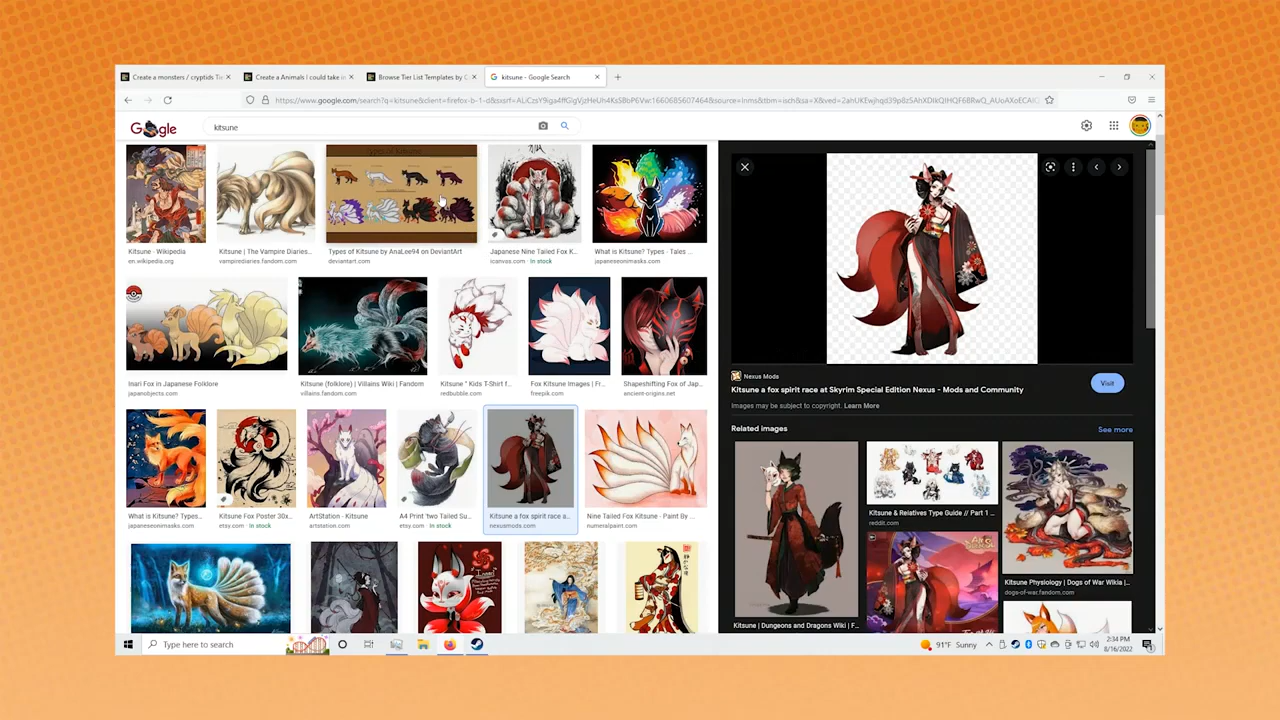 Create a monsters / cryptids Tie
Create a Animals I could take in
Browse Tier List Templates by C
kitsune - Google Search
kitsune
Kitsune - Wikipedia
en.wikipedia.org
Kitsune | The Vampire Diaries...
vampirediaries.fandom.com
Types of Kitsune by AnaLee94 on DeviantArt
deviantart.com
Japanese Nine Tailed Fox K...
icanvas.com · In stock
What is Kitsune? Types - Tales ...
japaneseonimasks.com
Inari Fox in Japanese Folklore
japanobjects.com
Kitsune (folklore) | Villains Wiki | Fandom
villains.fandom.com
Kitsune " Kids T-Shirt f...
redbubble.com
Fox Kitsune Images | Fr...
freepik.com
Shapeshifting Fox of Jap...
ancient-origins.net
What is Kitsune? Types...
japaneseonimasks.com
Kitsune Fox Poster 30x...
etsy.com · In stock
ArtStation - Kitsune
artstation.com
A4 Print 'two Tailed Su...
etsy.com · In stock
Kitsune a fox spirit race a...
nexusmods.com
Nine Tailed Fox Kitsune - Paint By ...
numeralpaint.com
Nexus Mods
Kitsune a fox spirit race at Skyrim Special Edition Nexus - Mods and Community
Visit
Images may be subject to copyright. Learn More
Related images
See more
Kitsune | Dungeons and Dragons Wiki | F...
Kitsune & Relatives Type Guide // Part 1 ...
reddit.com
Kitsune Physiology | Dogs of War Wikia |...
dogs-of-war.fandom.com
Type here to search
91°F Sunny
2:34 PM
8/16/2022